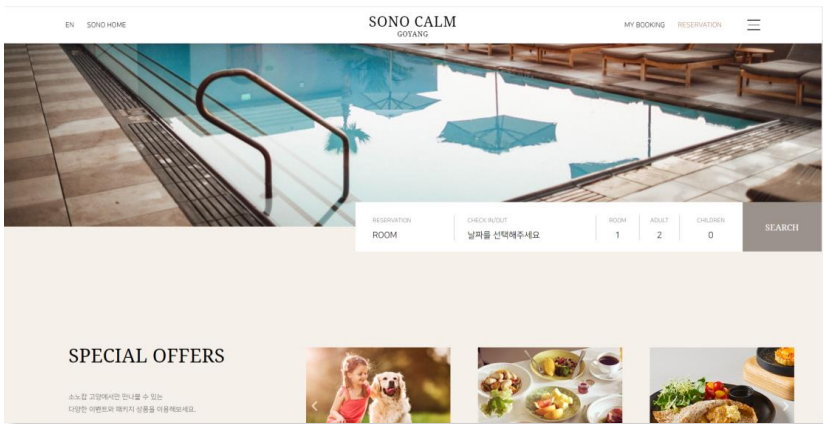 EN SONO HOME
SONO CALM
GOYANG
MY BOOKING RESERVATION
RESERVATION CHECK IN/OUT ROOM ADULT CHILDREN
ROOM 날짜를 선택해주세요 1 2 0
SEARCH
SPECIAL OFFERS
소노캄 고양에서만 만나볼 수 있는
다양한 이벤트와 패키지 상품을 이용해보세요.